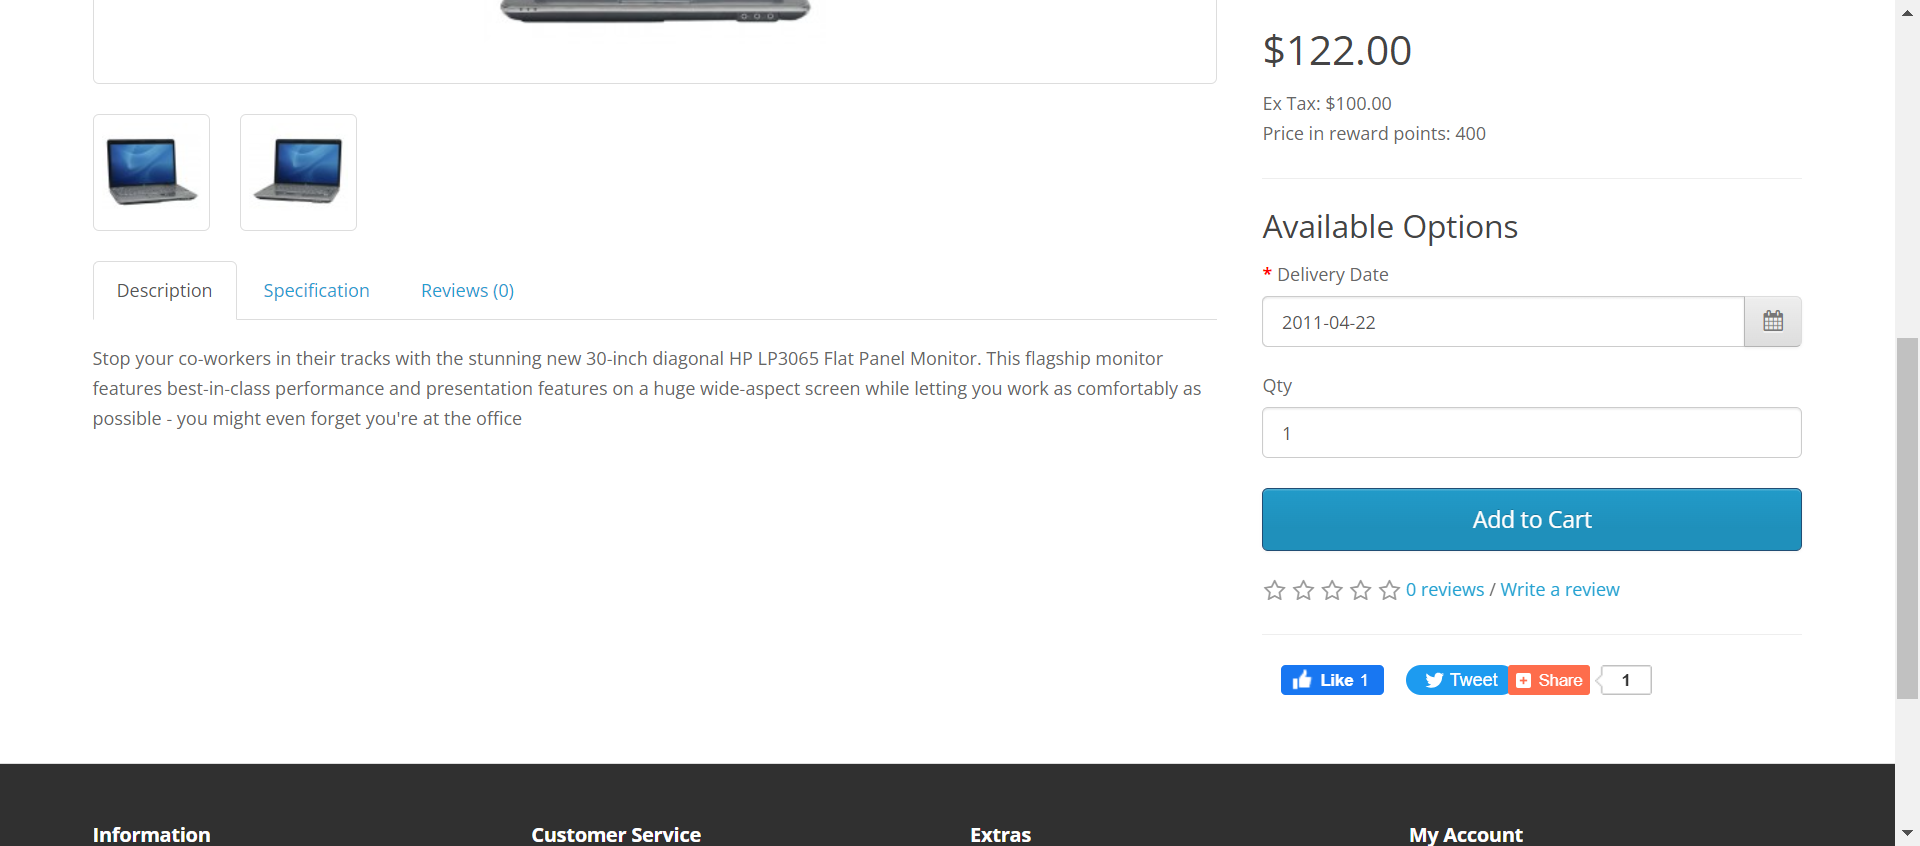 $122.00
Ex Tax: $100.00
Price in reward points: 400
Available Options
* Delivery Date
2011-04-22
Qty
1
Add to Cart
0 reviews / Write a review
Like 1
Tweet
Share
1
Description
Specification
Reviews (0)
Stop your co-workers in their tracks with the stunning new 30-inch diagonal HP LP3065 Flat Panel Monitor. This flagship monitor
features best-in-class performance and presentation features on a huge wide-aspect screen while letting you work as comfortably as
possible - you might even forget you're at the office
Information
Customer Service
Extras
My Account